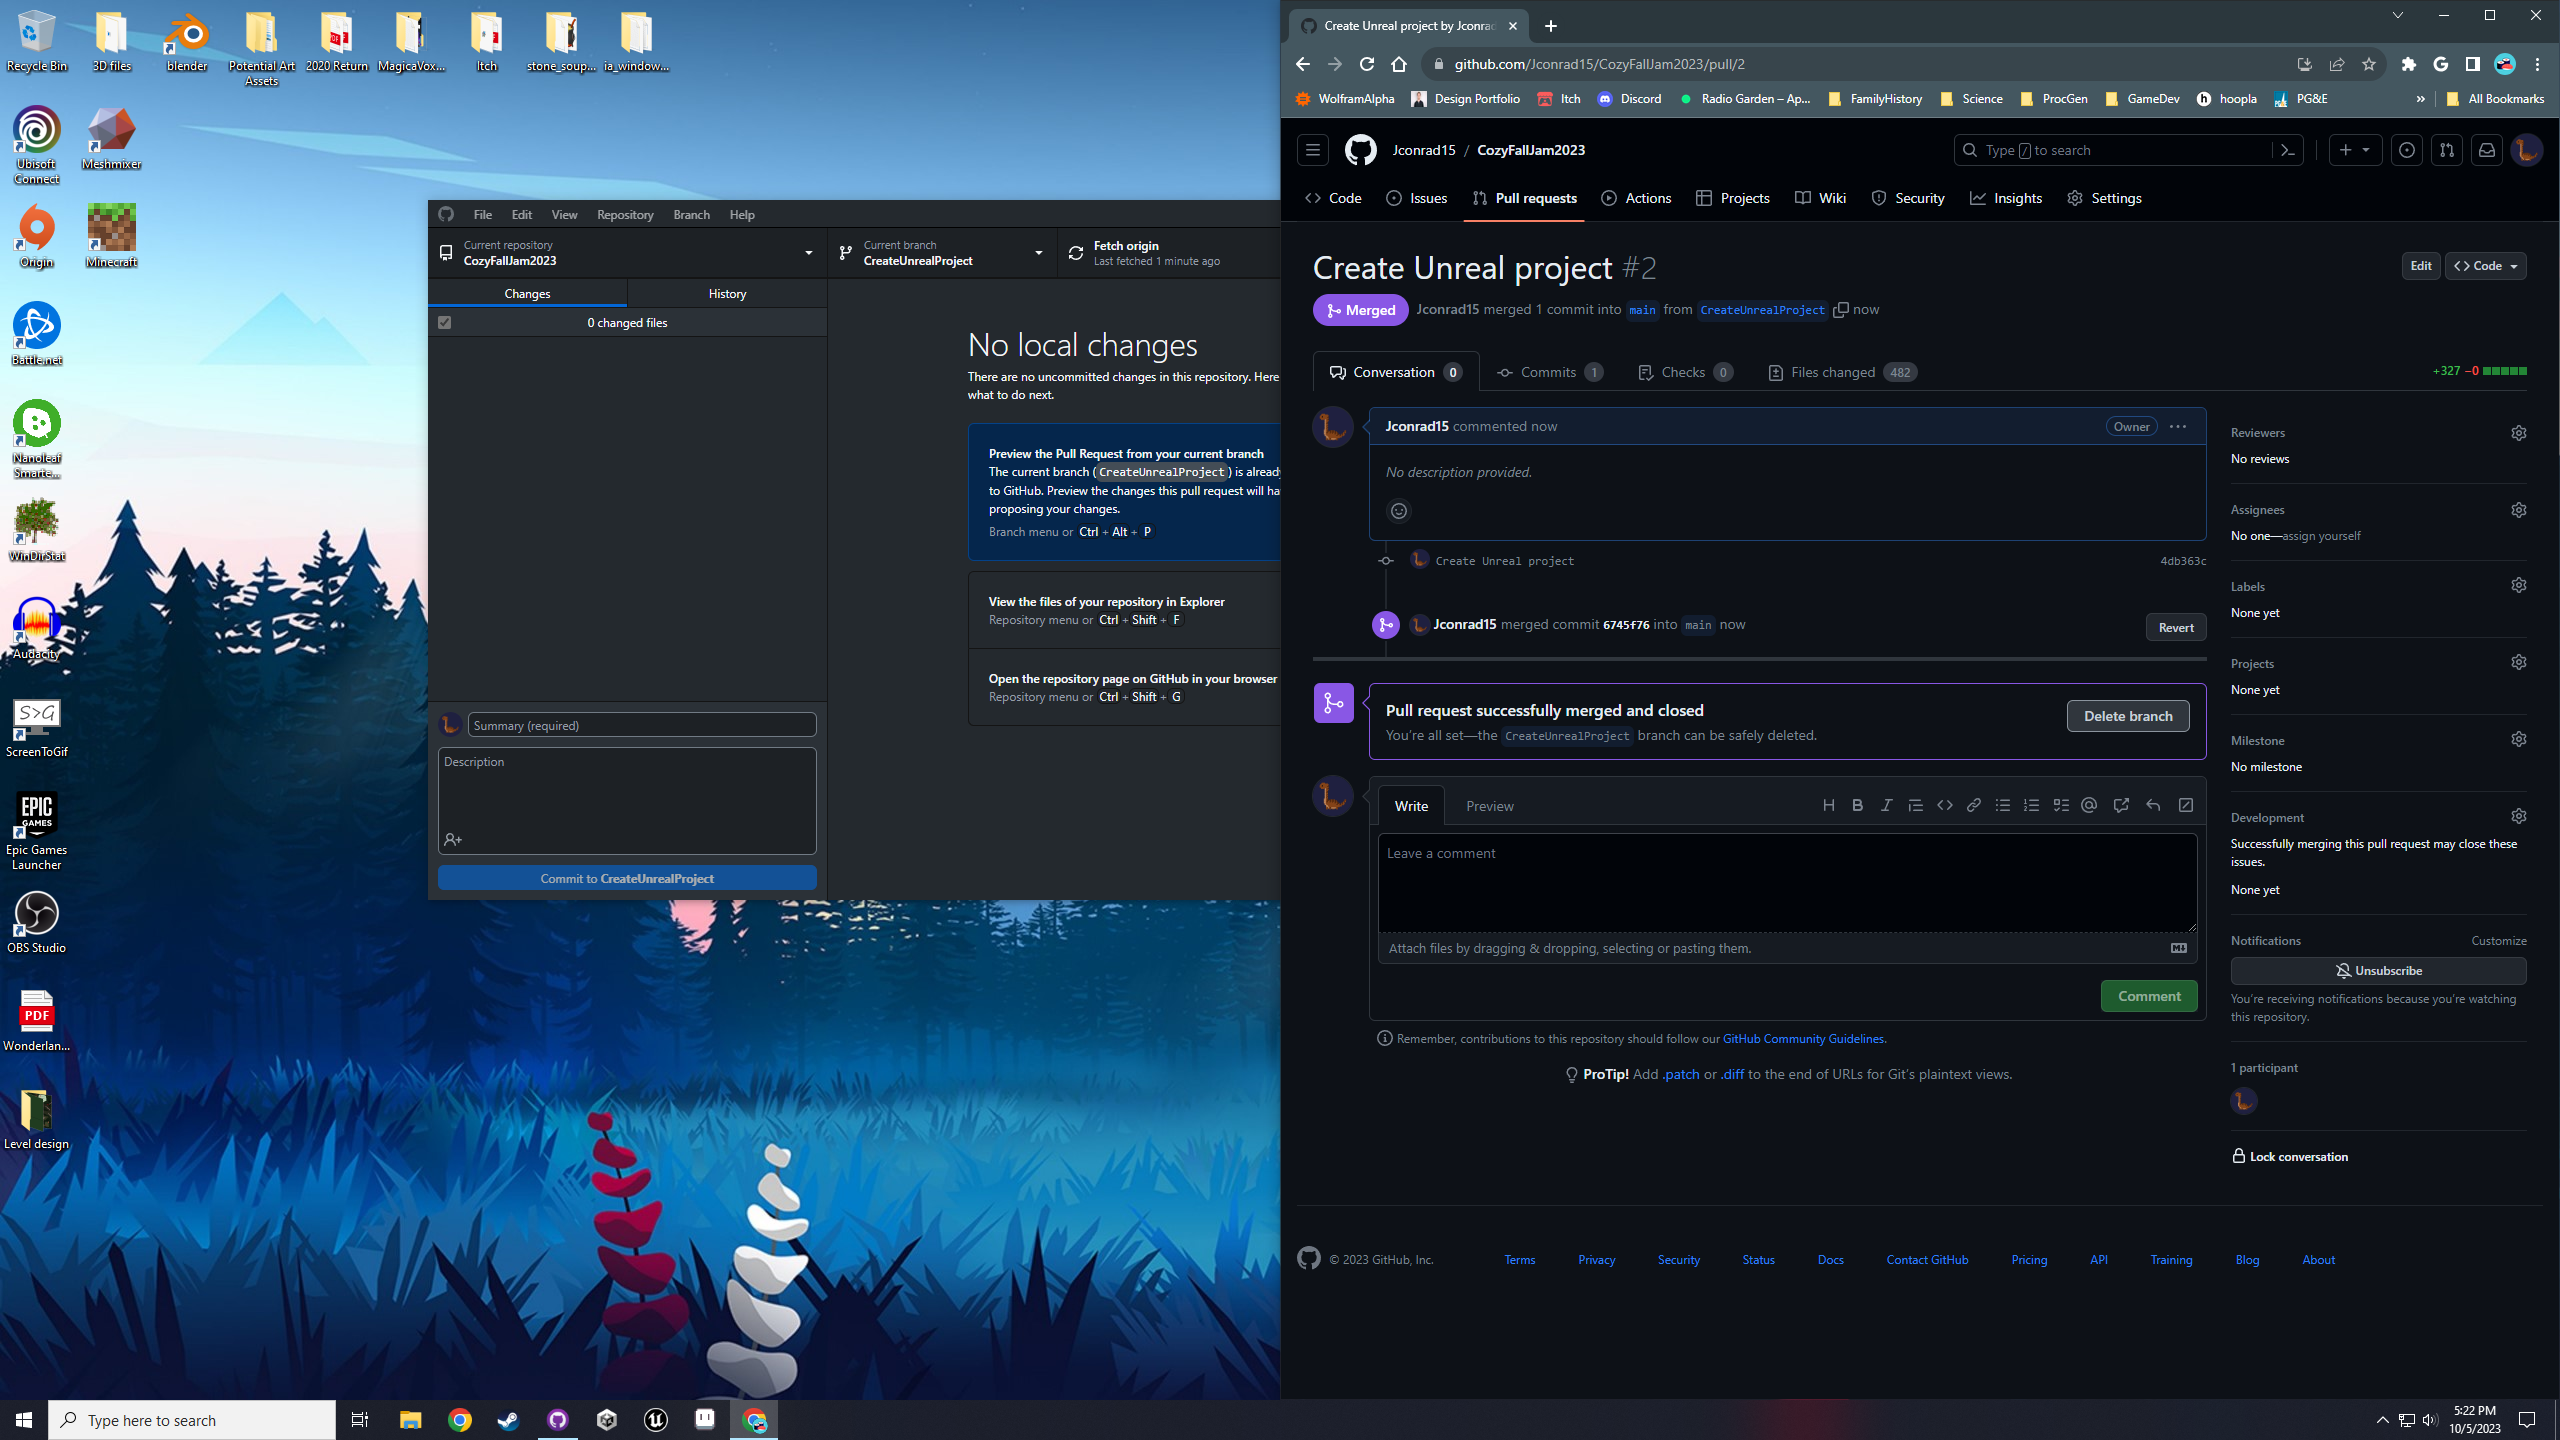 Recycle Bin
3D files
blender
Potential Art
Assets
2020 Return
MagicaVox...
Itch
stone_soup...
ia_window...
Ubisoft
Connect
Meshmixer
Origin
Minecraft
Battle.net
Nanoleaf
Smarte...
WinDirStat
Audacity
S>G
ScreenToGif
EPIC
GAMES
Epic Games
Launcher
OBS Studio
PDF
Wonderlan...
Level design
File Edit View Repository Branch Help
Current repository
CozyFallJam2023
Current branch
CreateUnrealProject
Fetch origin
Last fetched 1 minute ago
Changes
History
0 changed files
No local changes
There are no uncommitted changes in this repository. Here
what to do next.
Preview the Pull Request from your current branch
The current branch (CreateUnrealProject) is already
to GitHub. Preview the changes this pull request will ha
proposing your changes.
Branch menu or Ctrl + Alt + P
View the files of your repository in Explorer
Repository menu or Ctrl + Shift + F
Open the repository page on GitHub in your browser
Repository menu or Ctrl + Shift + G
Summary (required)
Description
Commit to CreateUnrealProject
Create Unreal project by Jconrad
github.com/Jconrad15/CozyFallJam2023/pull/2
WolframAlpha Design Portfolio Itch Discord Radio Garden – Ap... FamilyHistory Science ProcGen GameDev hoopla PG&E » All Bookmarks
Jconrad15 / CozyFallJam2023
Type / to search
Code Issues Pull requests Actions Projects Wiki Security Insights Settings
Create Unreal project #2
Edit
Code
Merged
Jconrad15 merged 1 commit into main from CreateUnrealProject now
Conversation 0 Commits 1 Checks 0 Files changed 482
+327 −0
Jconrad15 commented now
Owner
No description provided.
Create Unreal project
4db363c
Jconrad15 merged commit 6745f76 into main now
Revert
Pull request successfully merged and closed
You're all set—the CreateUnrealProject branch can be safely deleted.
Delete branch
Write
Preview
Leave a comment
Attach files by dragging & dropping, selecting or pasting them.
Comment
Remember, contributions to this repository should follow our GitHub Community Guidelines.
ProTip! Add .patch or .diff to the end of URLs for Git's plaintext views.
Reviewers
No reviews
Assignees
No one—assign yourself
Labels
None yet
Projects
None yet
Milestone
No milestone
Development
Successfully merging this pull request may close these
issues.
None yet
Notifications
Customize
Unsubscribe
You're receiving notifications because you're watching
this repository.
1 participant
Lock conversation
© 2023 GitHub, Inc. Terms Privacy Security Status Docs Contact GitHub Pricing API Training Blog About
Type here to search
5:22 PM
10/5/2023